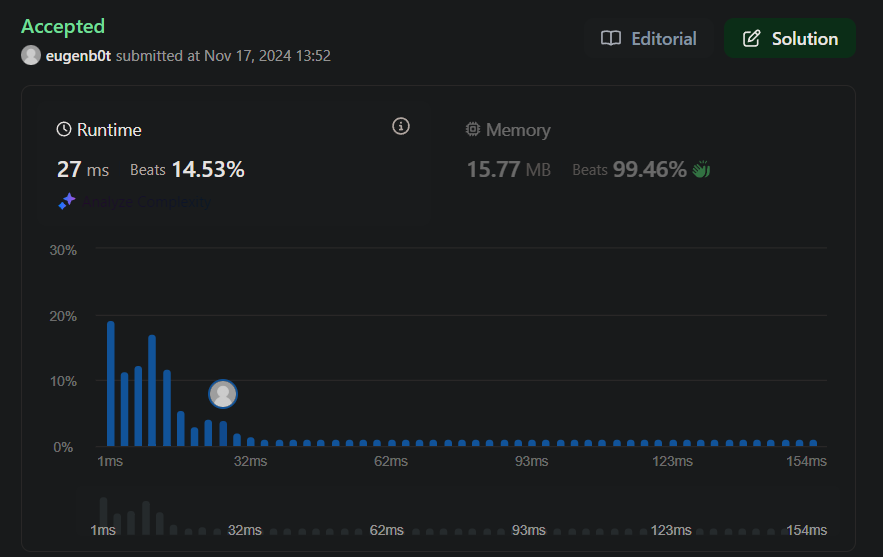 Accepted
Editorial
Solution
eugenb0t submitted at Nov 17, 2024 13:52
Runtime
Memory
27 ms Beats 14.53%
15.77 MB Beats 99.46%
Analyze Complexity
30%
20%
10%
0%
1ms 32ms 62ms 93ms 123ms 154ms
1ms 32ms 62ms 93ms 123ms 154ms